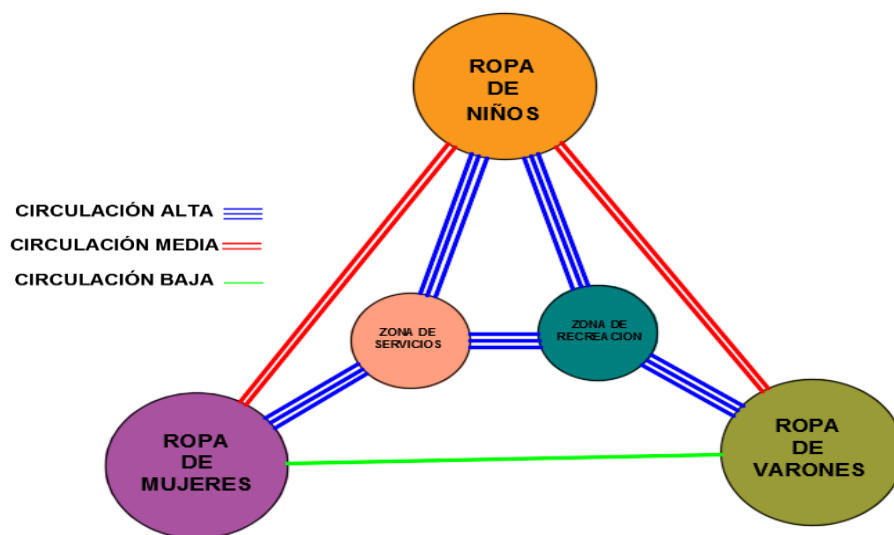 ROPA
DE
NIÑOS
CIRCULACIÓN ALTA
CIRCULACIÓN MEDIA
CIRCULACIÓN BAJA
ZONA DE
SERVICIOS
ZONA DE
RECREACION
ROPA
DE
MUJERES
ROPA
DE
VARONES